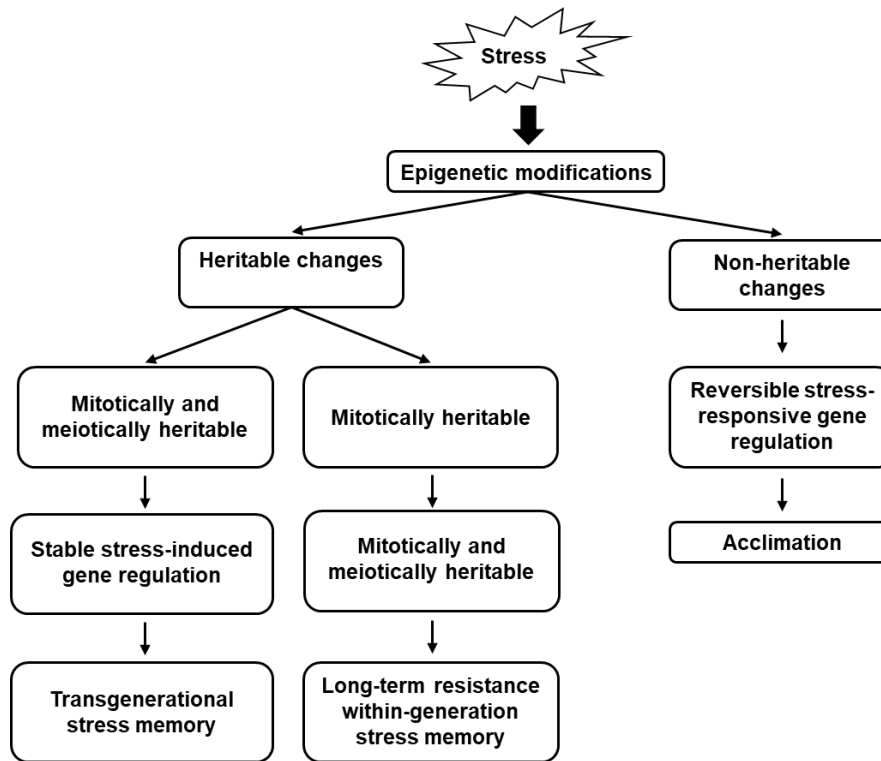 Stress
Epigenetic modifications
Heritable changes
Non-heritable
changes
Mitotically and
meiotically heritable
Mitotically heritable
Reversible stress-
responsive gene
regulation
Stable stress-induced
gene regulation
Mitotically and
meiotically heritable
Acclimation
Transgenerational
stress memory
Long-term resistance
within-generation
stress memory